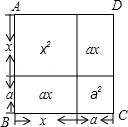 A D
x x² ax
a ax a²
B x a C